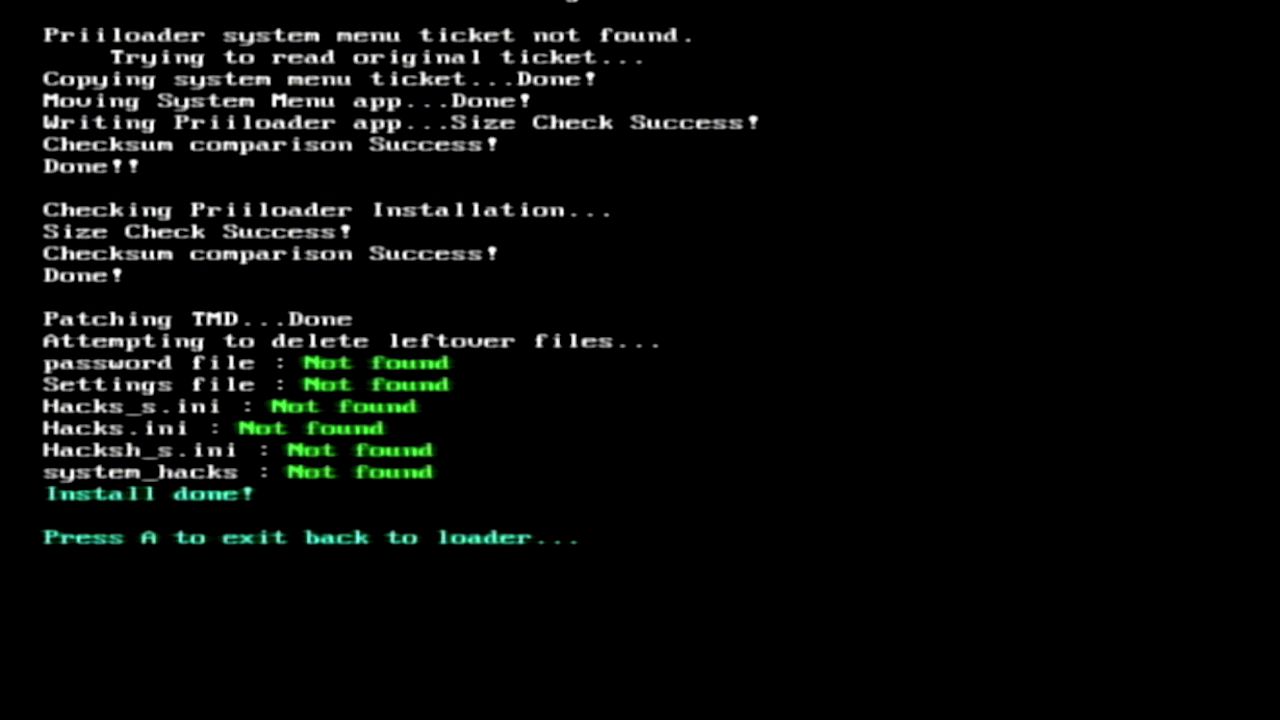 Priiloader system menu ticket not found.
Trying to read original ticket...
Copying system menu ticket...Done!
Moving System Menu app...Done!
Writing Priiloader app...Size Check Success!
Checksum comparison Success!
Done!!
Checking Priiloader Installation...
Size Check Success!
Checksum comparison Success!
Done!
Patching TMD...Done
Attempting to delete leftover files...
password file : Not found
Settings file : Not found
Hacks_s.ini : Not found
Hacks.ini : Not found
Hacksh_s.ini : Not found
system_hacks : Not found
Install done!
Press A to exit back to loader...